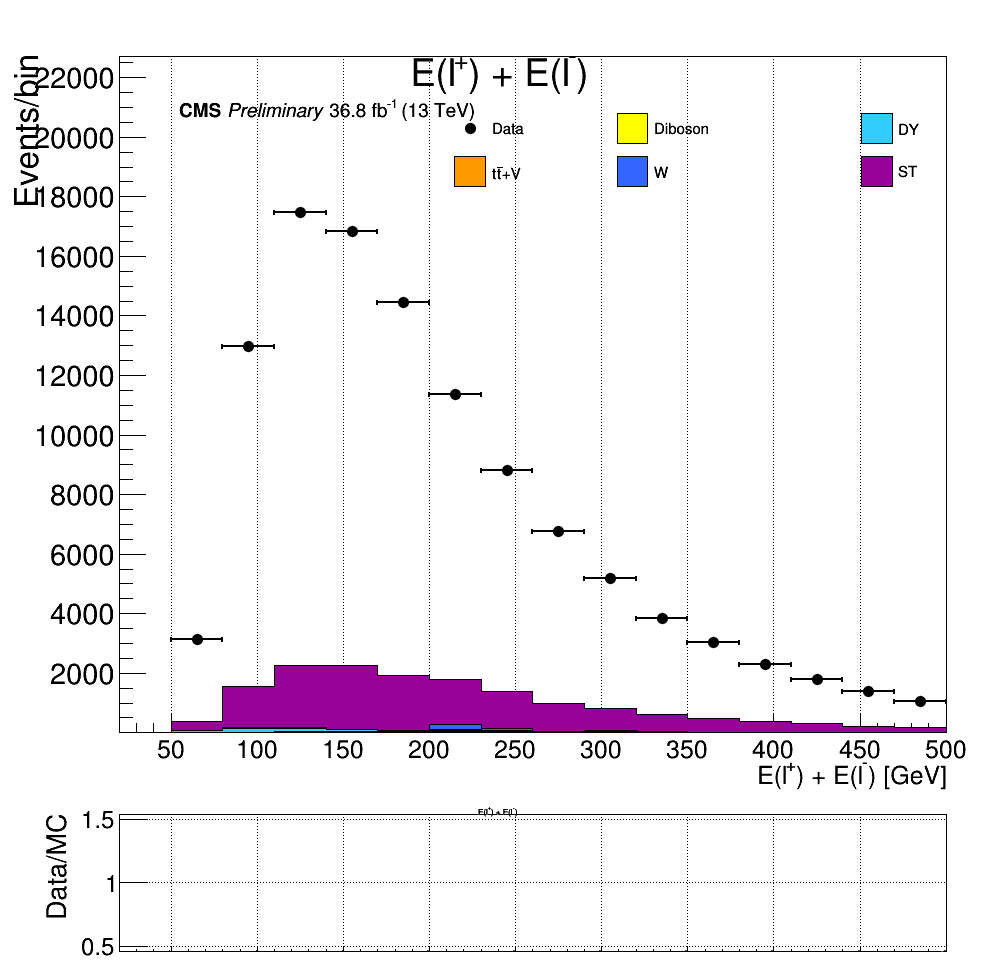 E(l⁺) + E(l⁻)
Events/bin
CMS Preliminary 36.8 fb⁻¹ (13 TeV)
Data
Diboson
DY
tt̄+V
W
ST
22000
20000
18000
16000
14000
12000
10000
8000
6000
4000
2000
50 100 150 200 250 300 350 400 450 500
E(l⁺) + E(l⁻) [GeV]
E(l⁺) + E(l⁻)
Data/MC
1.5
1
0.5